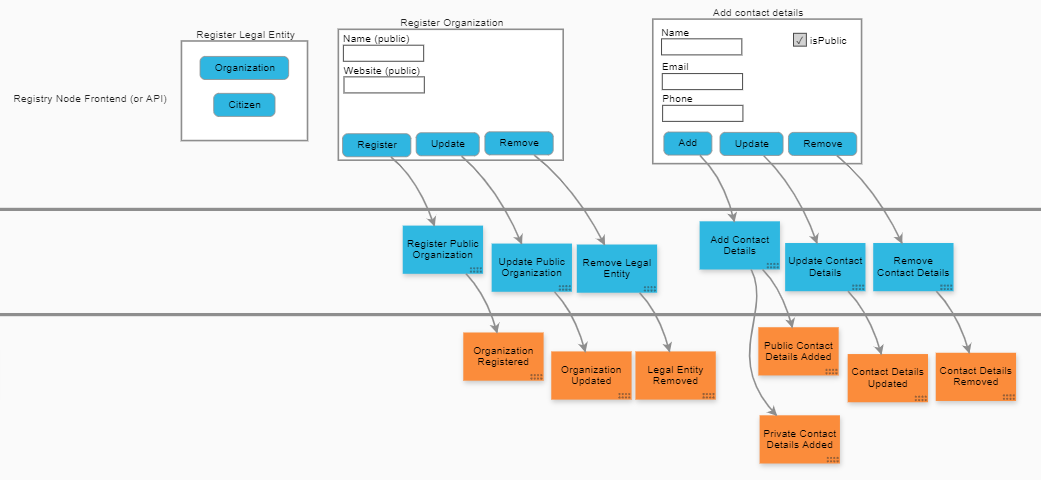 Register Legal Entity
Organization
Citizen
Registry Node Frontend (or API)
Register Organization
Name (public)
Website (public)
Register
Update
Remove
Add contact details
Name
isPublic
Email
Phone
Add
Update
Remove
Register Public
Organization
Update Public
Organization
Remove Legal
Entity
Add Contact
Details
Update Contact
Details
Remove
Contact Details
Organization
Registered
Organization
Updated
Legal Entity
Removed
Public Contact
Details Added
Contact Details
Updated
Contact Details
Removed
Private Contact
Details Added